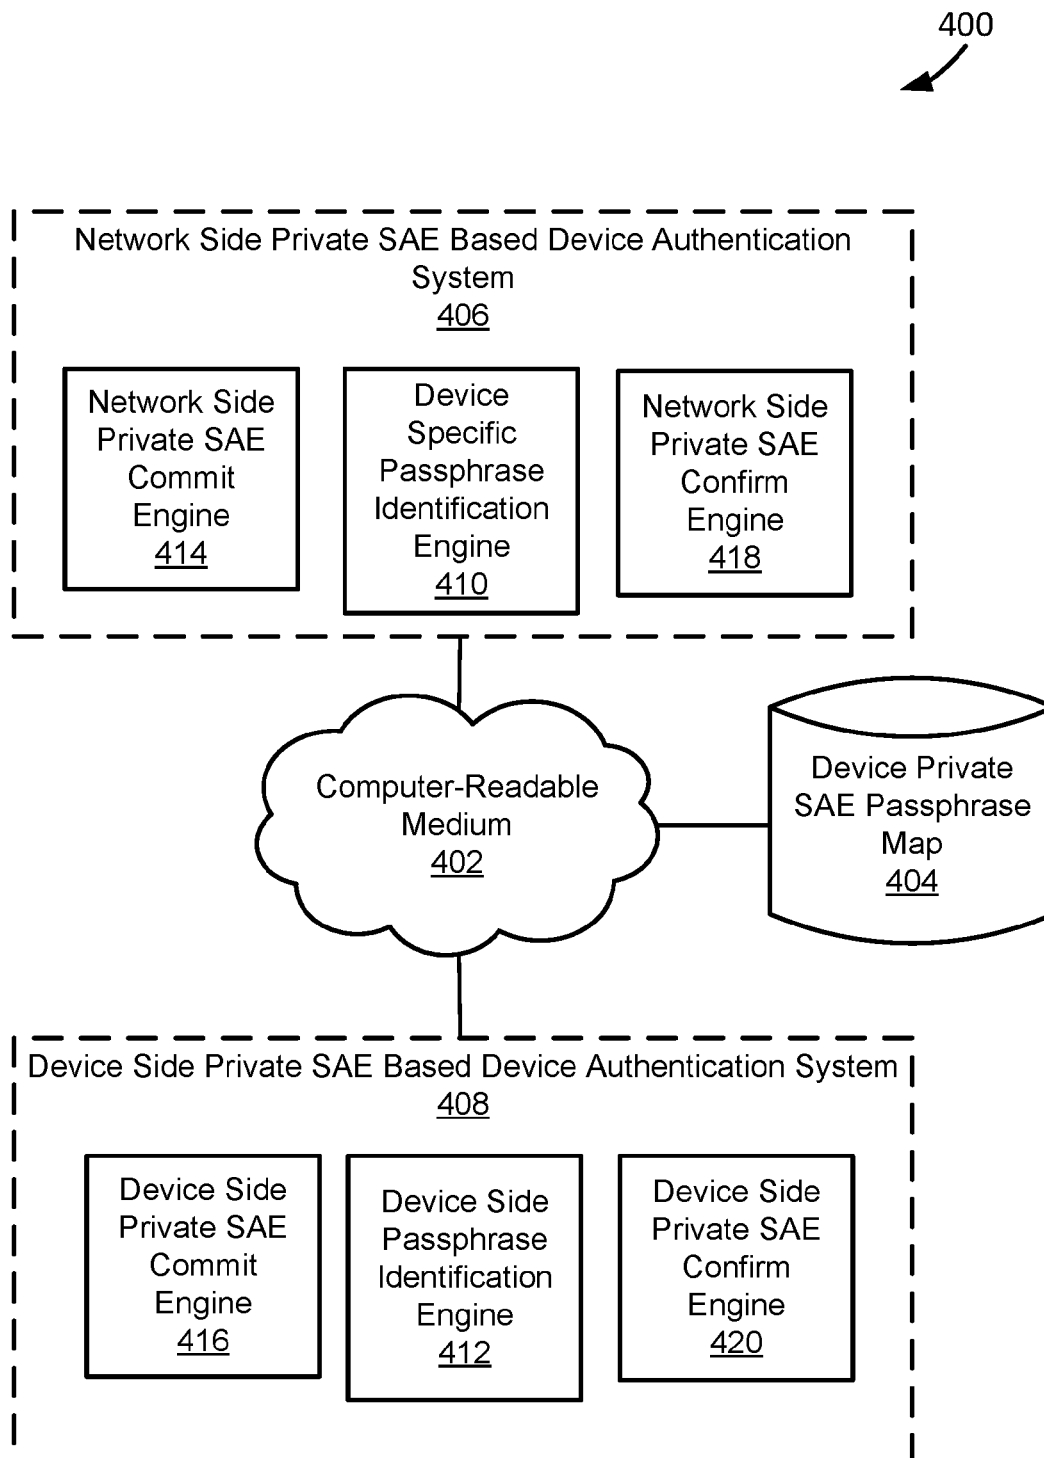 400
Network Side Private SAE Based Device Authentication
System
406
Network Side
Private SAE
Commit
Engine
414
Device
Specific
Passphrase
Identification
Engine
410
Network Side
Private SAE
Confirm
Engine
418
Computer-Readable
Medium
402
Device Private
SAE Passphrase
Map
404
Device Side Private SAE Based Device Authentication System
408
Device Side
Private SAE
Commit
Engine
416
Device Side
Passphrase
Identification
Engine
412
Device Side
Private SAE
Confirm
Engine
420